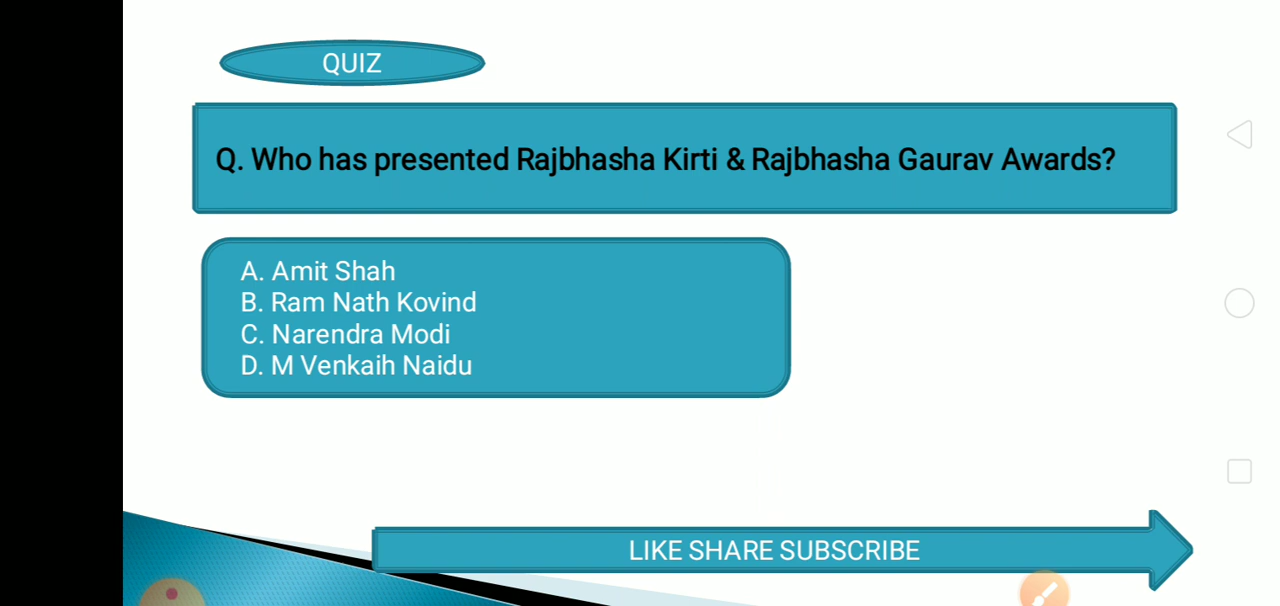 QUIZ
Q. Who has presented Rajbhasha Kirti & Rajbhasha Gaurav Awards?
A. Amit Shah
B. Ram Nath Kovind
C. Narendra Modi
D. M Venkaih Naidu
LIKE SHARE SUBSCRIBE